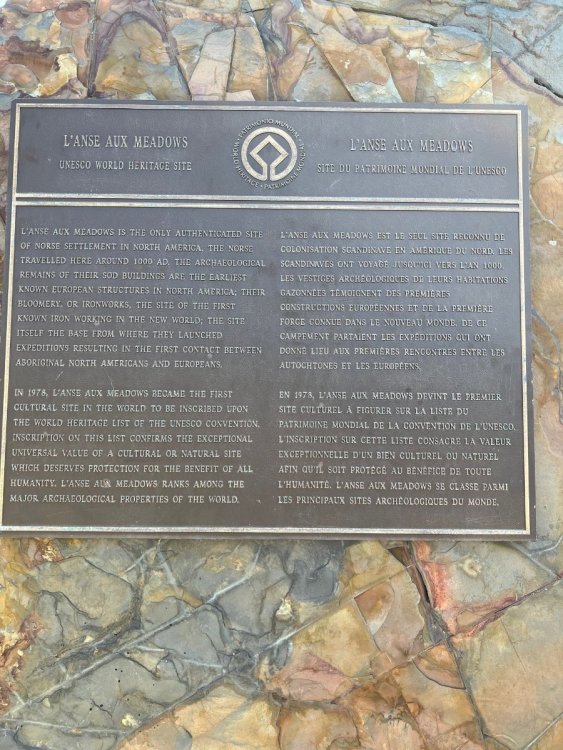 L'ANSE AUX MEADOWS
UNESCO WORLD HERITAGE SITE
PATRIMONIO MUNDIAL
WORLD HERITAGE
PATRIMOINE MONDIAL
L'ANSE AUX MEADOWS
SITE DU PATRIMOINE MONDIAL DE L'UNESCO
L'ANSE AUX MEADOWS IS THE ONLY AUTHENTICATED SITE
OF NORSE SETTLEMENT IN NORTH AMERICA. THE NORSE
TRAVELLED HERE AROUND 1000 AD. THE ARCHAEOLOGICAL
REMAINS OF THEIR SOD BUILDINGS ARE THE EARLIEST
KNOWN EUROPEAN STRUCTURES IN NORTH AMERICA; THEIR
BLOOMERY, OR IRONWORKS, THE SITE OF THE FIRST
KNOWN IRON WORKING IN THE NEW WORLD; THE SITE
ITSELF THE BASE FROM WHERE THEY LAUNCHED
EXPEDITIONS RESULTING IN THE FIRST CONTACT BETWEEN
ABORIGINAL NORTH AMERICANS AND EUROPEANS.
IN 1978, L'ANSE AUX MEADOWS BECAME THE FIRST
CULTURAL SITE IN THE WORLD TO BE INSCRIBED UPON
THE WORLD HERITAGE LIST OF THE UNESCO CONVENTION.
INSCRIPTION ON THIS LIST CONFIRMS THE EXCEPTIONAL
UNIVERSAL VALUE OF A CULTURAL OR NATURAL SITE
WHICH DESERVES PROTECTION FOR THE BENEFIT OF ALL
HUMANITY. L'ANSE AUX MEADOWS RANKS AMONG THE
MAJOR ARCHAEOLOGICAL PROPERTIES OF THE WORLD.
L'ANSE AUX MEADOWS EST LE SEUL SITE RECONNU DE
COLONISATION SCANDINAVE EN AMÉRIQUE DU NORD. LES
SCANDINAVES ONT VOYAGÉ JUSQU'ICI VERS L'AN 1000.
LES VESTIGES ARCHÉOLOGIQUES DE LEURS HABITATIONS
GAZONNÉES TÉMOIGNENT DES PREMIÈRES
CONSTRUCTIONS EUROPÉENNES ET DE LA PREMIÈRE
FORGE CONNUE DANS LE NOUVEAU MONDE. DE CE
CAMPEMENT PARTAIENT LES EXPÉDITIONS QUI ONT
DONNÉ LIEU AUX PREMIÈRES RENCONTRES ENTRE LES
AUTOCHTONES ET LES EUROPÉENS.
EN 1978, L'ANSE AUX MEADOWS DEVINT LE PREMIER
SITE CULTUREL À FIGURER SUR LA LISTE DU
PATRIMOINE MONDIAL DE LA CONVENTION DE L'UNESCO.
L'INSCRIPTION SUR CETTE LISTE CONSACRE LA VALEUR
EXCEPTIONNELLE D'UN BIEN CULTUREL OU NATUREL
AFIN QU'IL SOIT PROTÉGÉ AU BÉNÉFICE DE TOUTE
L'HUMANITÉ. L'ANSE AUX MEADOWS SE CLASSE PARMI
LES PRINCIPAUX SITES ARCHÉOLOGIQUES DU MONDE.